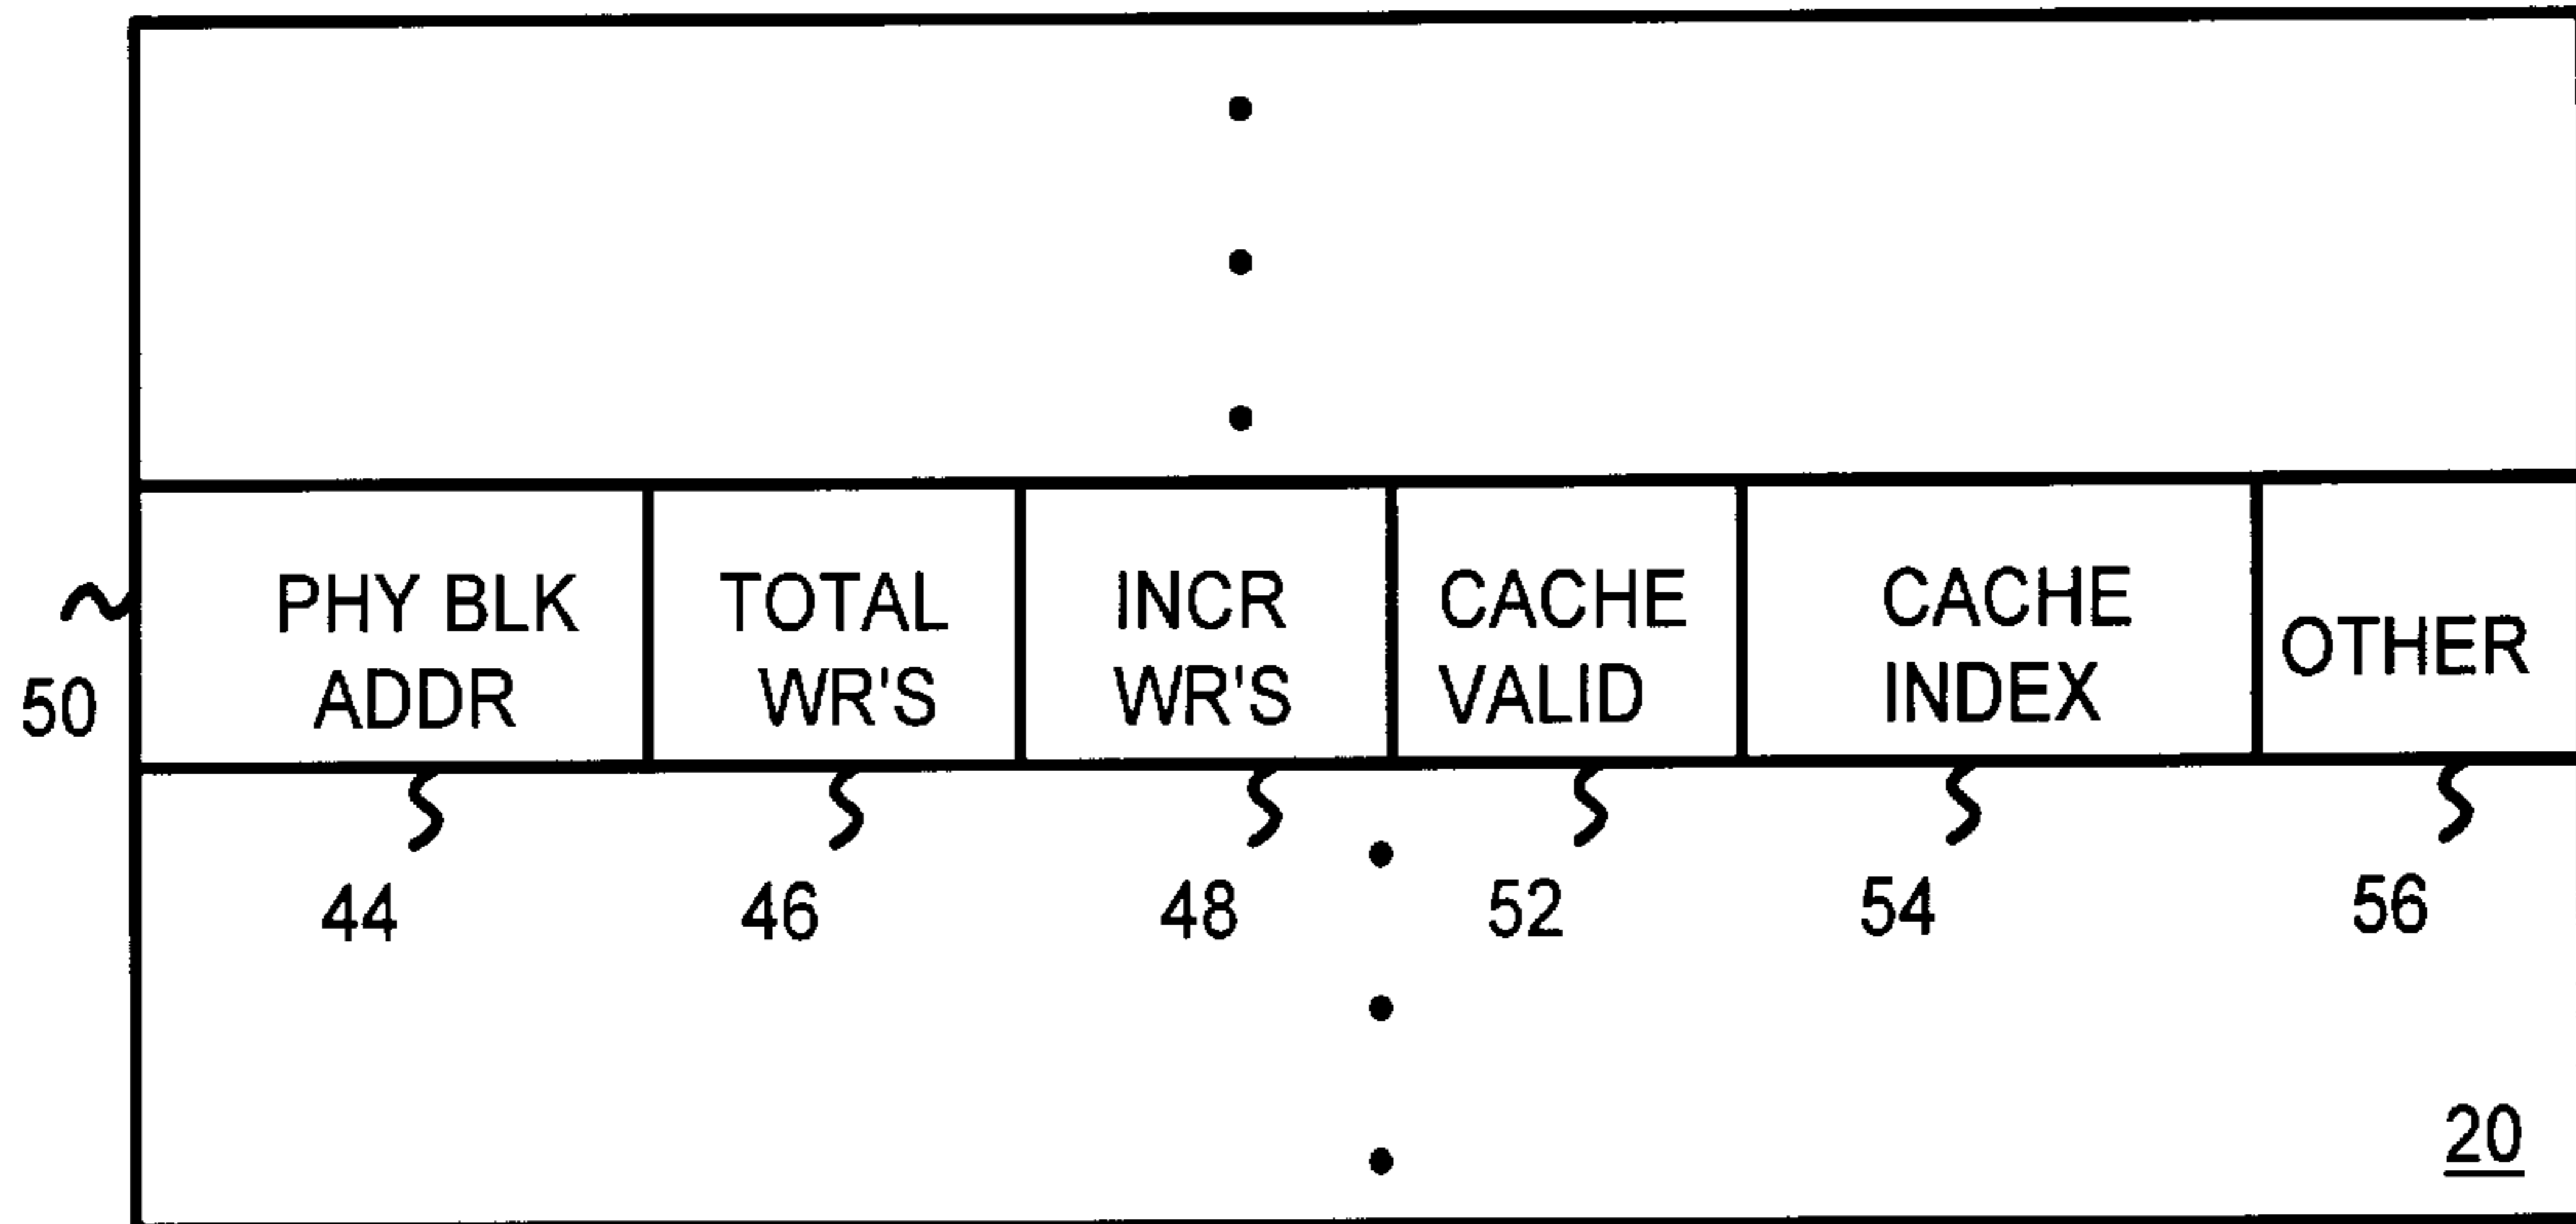 PHY BLK
ADDR
TOTAL
WR'S
INCR
WR'S
CACHE
VALID
CACHE
INDEX
OTHER
50
44
46
48
52
54
56
20